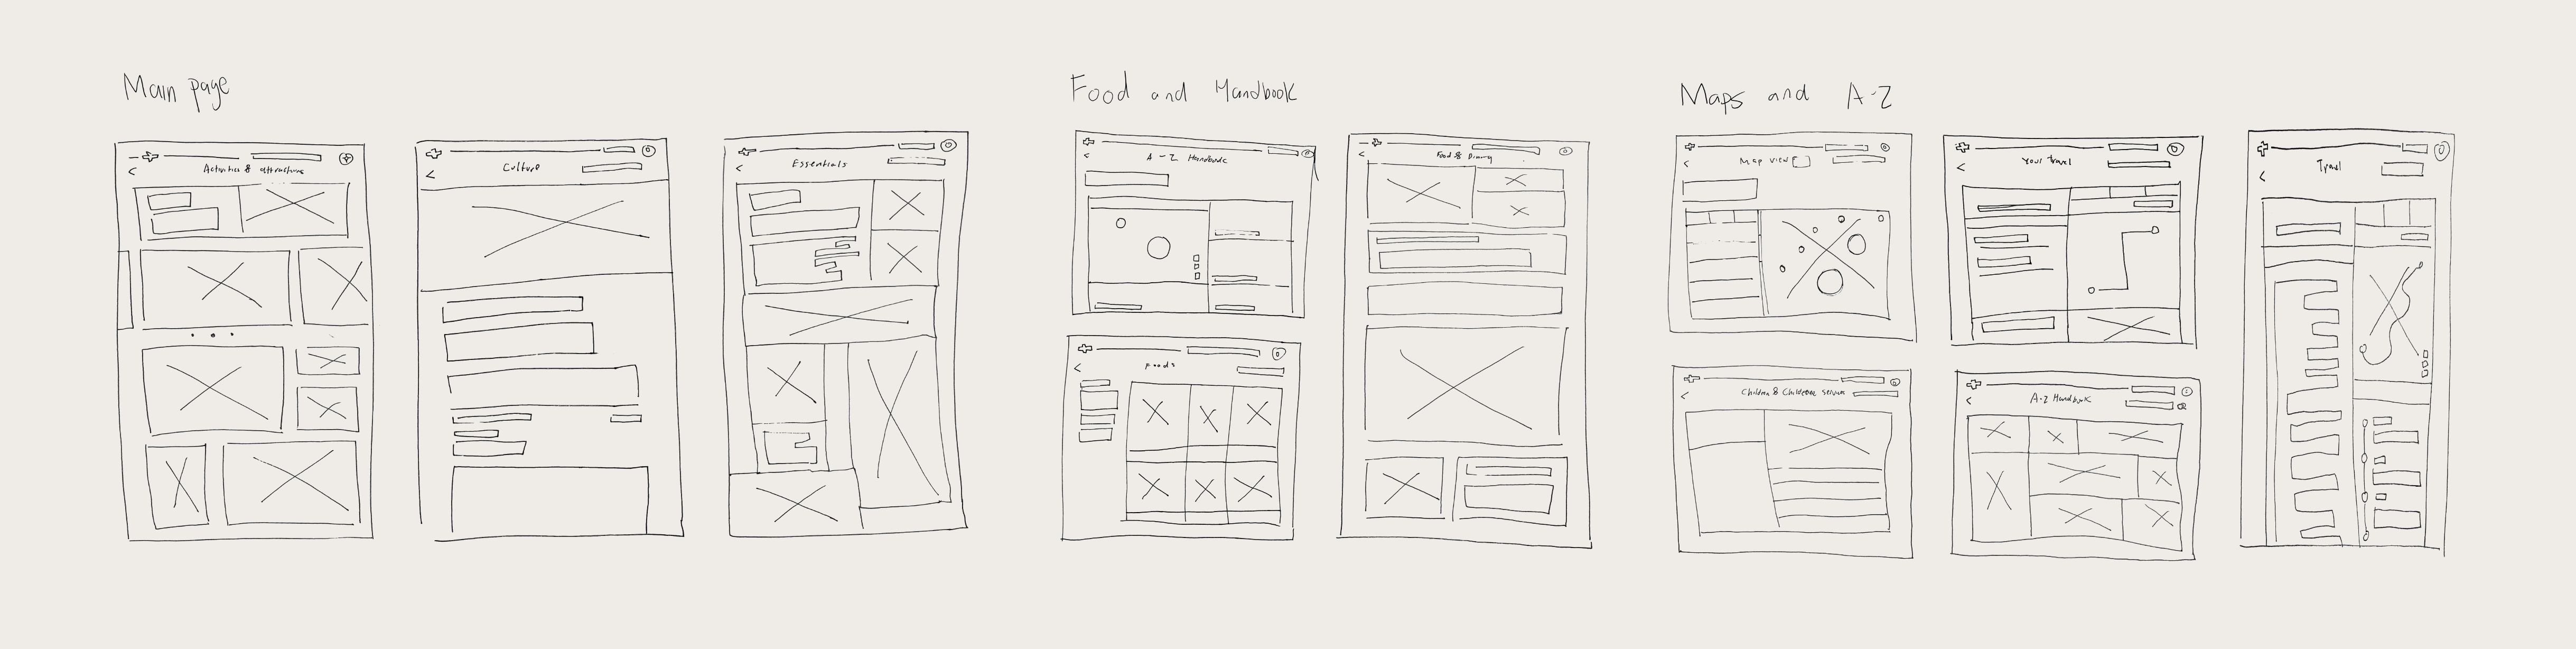 Main page
Activities & attractions
Culture
Essentials
Food and Handbook
A-Z Handbook
Foods
Food & Dining
Maps and A-Z
Map view
Children & Childcare services
Your travel
A-Z Handbook
Travel